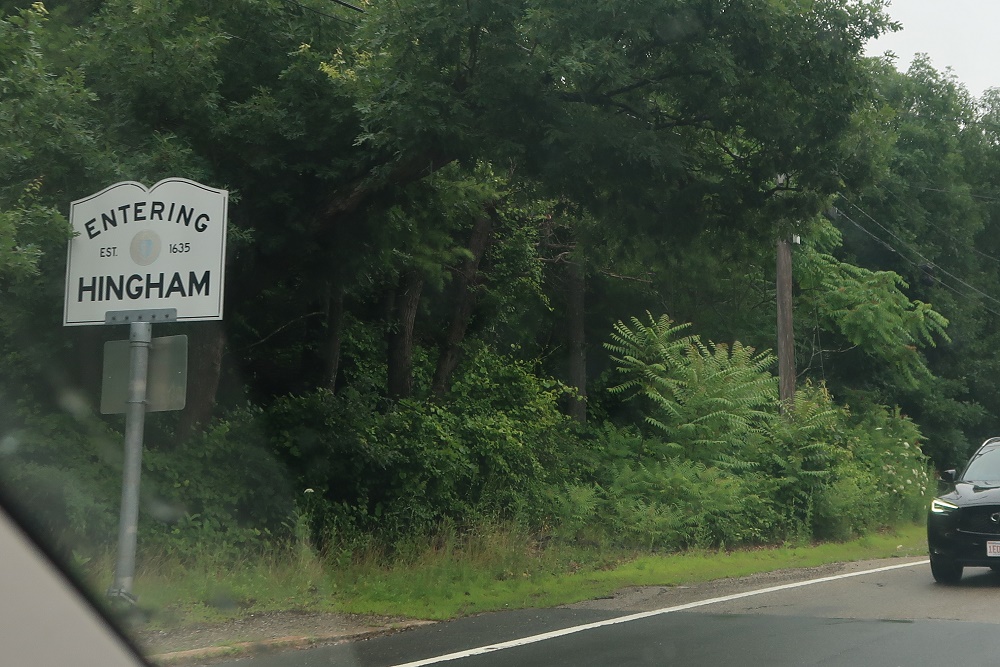 ENTERING
EST. 1635
HINGHAM